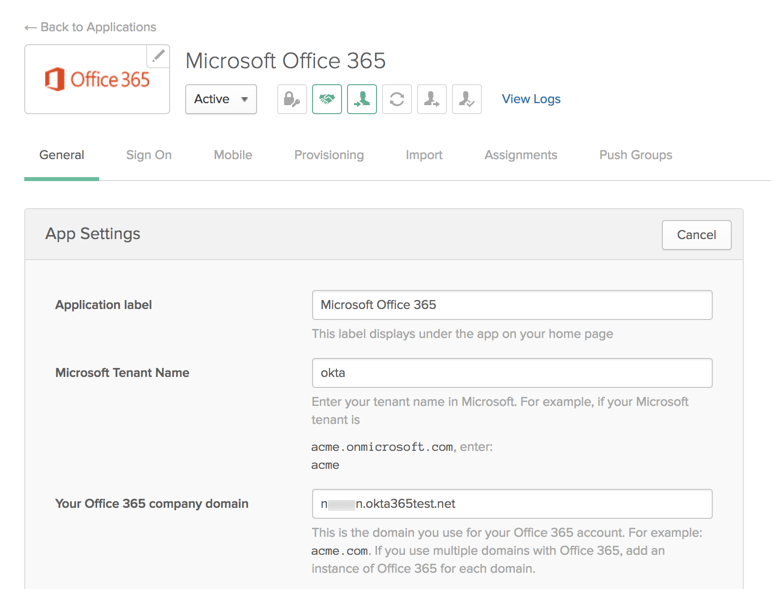 ← Back to Applications
Office 365
Microsoft Office 365
Active
View Logs
General Sign On Mobile Provisioning Import Assignments Push Groups
App Settings
Cancel
Application label
Microsoft Office 365
This label displays under the app on your home page
Microsoft Tenant Name
okta
Enter your tenant name in Microsoft. For example, if your Microsoft
tenant is
acme.onmicrosoft.com, enter:
acme
Your Office 365 company domain
n.okta365test.net
This is the domain you use for your Office 365 account. For example:
acme.com. If you use multiple domains with Office 365, add an
instance of Office 365 for each domain.